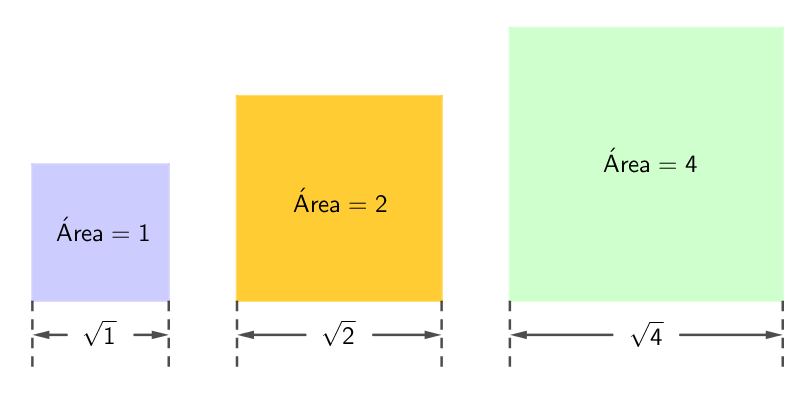 Área = 1
Área = 2
Área = 4
√1
√2
√4